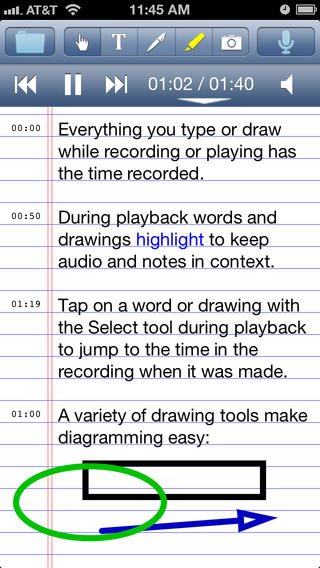 AT&T 11:45 AM
T
01:02 / 01:40
00:00 Everything you type or draw
while recording or playing has
the time recorded.
00:50 During playback words and
drawings highlight to keep
audio and notes in context.
01:19 Tap on a word or drawing with
the Select tool during playback
to jump to the time in the
recording when it was made.
01:00 A variety of drawing tools make
diagramming easy: